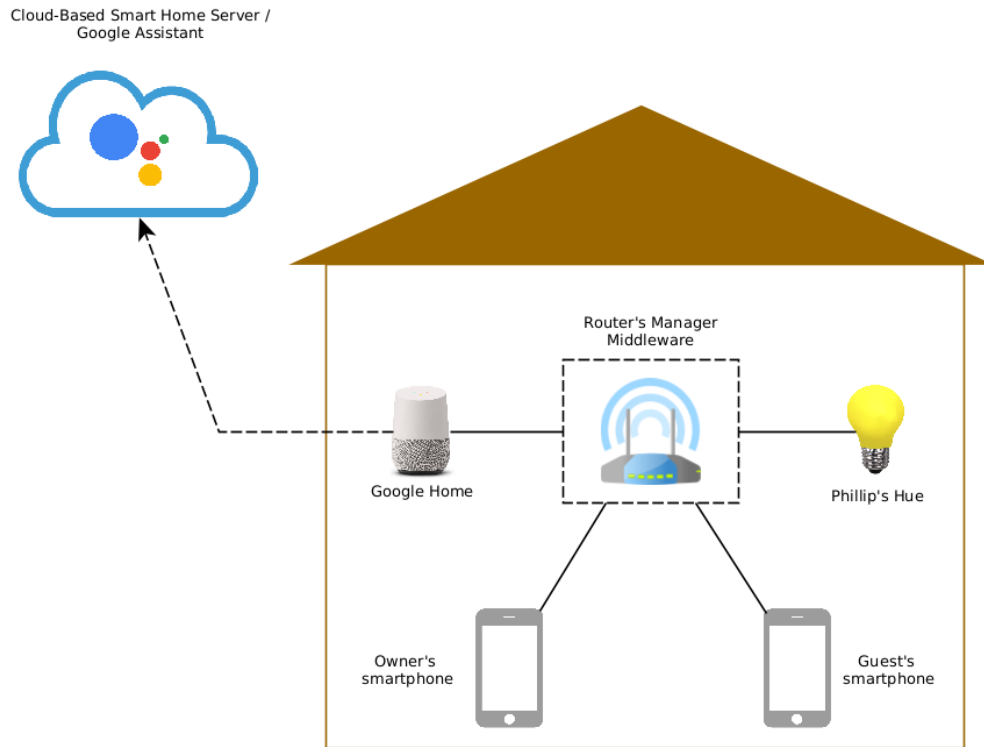 Cloud-Based Smart Home Server /
Google Assistant
Router's Manager
Middleware
Google Home
Phillip's Hue
Owner's
smartphone
Guest's
smartphone